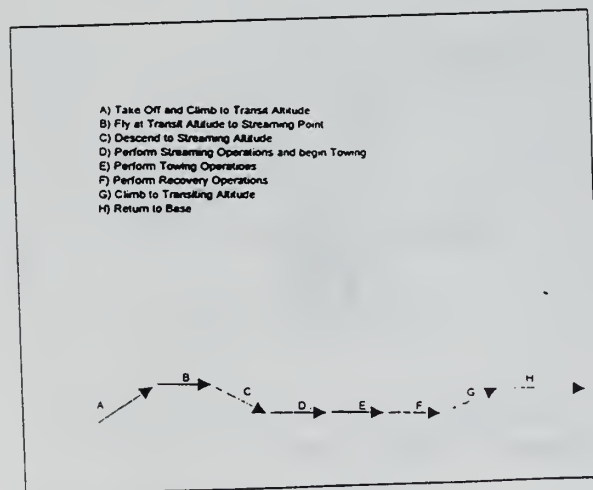 A) Take Off and Climb to Transit Altitude
B) Fly at Transit Altitude to Streaming Point
C) Descend to Streaming Altitude
D) Perform Streaming Operations and begin Towing
E) Perform Towing Operations
F) Perform Recovery Operations
G) Climb to Transiting Altitude
H) Return to Base
A
B
C
D
E
F
G
H